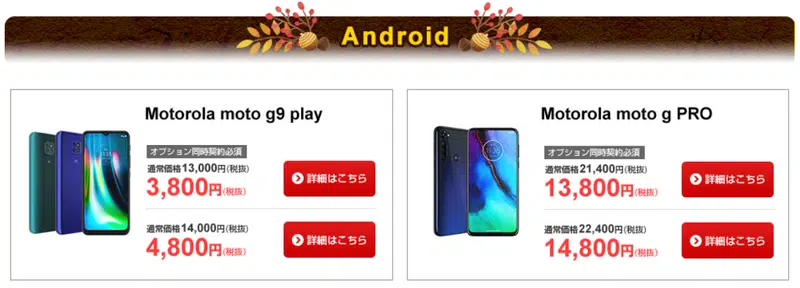 Android
Motorola moto g9 play
オプション同時契約必須
通常価格13,000円(税抜)
3,800円(税抜)
詳細はこちら
通常価格14,000円(税抜)
4,800円(税抜)
詳細はこちら
Motorola moto g PRO
オプション同時契約必須
通常価格21,400円(税抜)
13,800円(税抜)
詳細はこちら
通常価格22,400円(税抜)
14,800円(税抜)
詳細はこちら